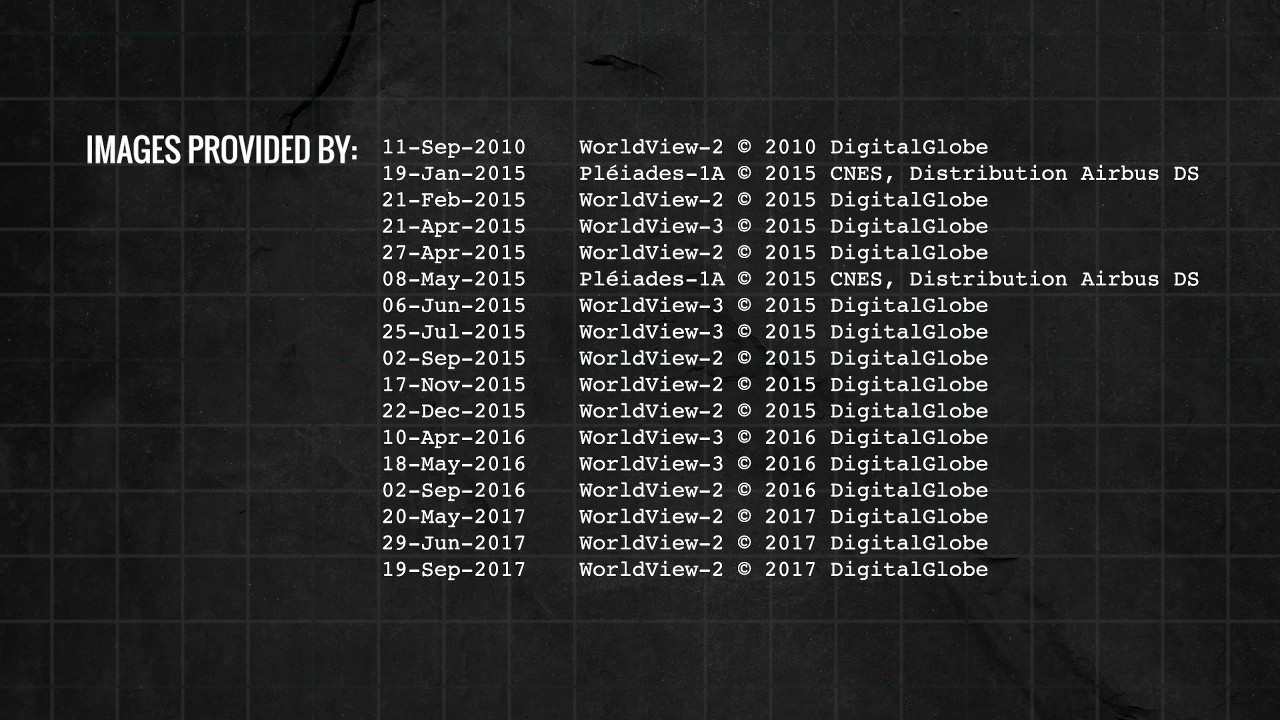 IMAGES PROVIDED BY:
11-Sep-2010 WorldView-2 © 2010 DigitalGlobe
19-Jan-2015 Pléiades-1A © 2015 CNES, Distribution Airbus DS
21-Feb-2015 WorldView-2 © 2015 DigitalGlobe
21-Apr-2015 WorldView-3 © 2015 DigitalGlobe
27-Apr-2015 WorldView-2 © 2015 DigitalGlobe
08-May-2015 Pléiades-1A © 2015 CNES, Distribution Airbus DS
06-Jun-2015 WorldView-3 © 2015 DigitalGlobe
25-Jul-2015 WorldView-3 © 2015 DigitalGlobe
02-Sep-2015 WorldView-2 © 2015 DigitalGlobe
17-Nov-2015 WorldView-2 © 2015 DigitalGlobe
22-Dec-2015 WorldView-2 © 2015 DigitalGlobe
10-Apr-2016 WorldView-3 © 2016 DigitalGlobe
18-May-2016 WorldView-3 © 2016 DigitalGlobe
02-Sep-2016 WorldView-2 © 2016 DigitalGlobe
20-May-2017 WorldView-2 © 2017 DigitalGlobe
29-Jun-2017 WorldView-2 © 2017 DigitalGlobe
19-Sep-2017 WorldView-2 © 2017 DigitalGlobe